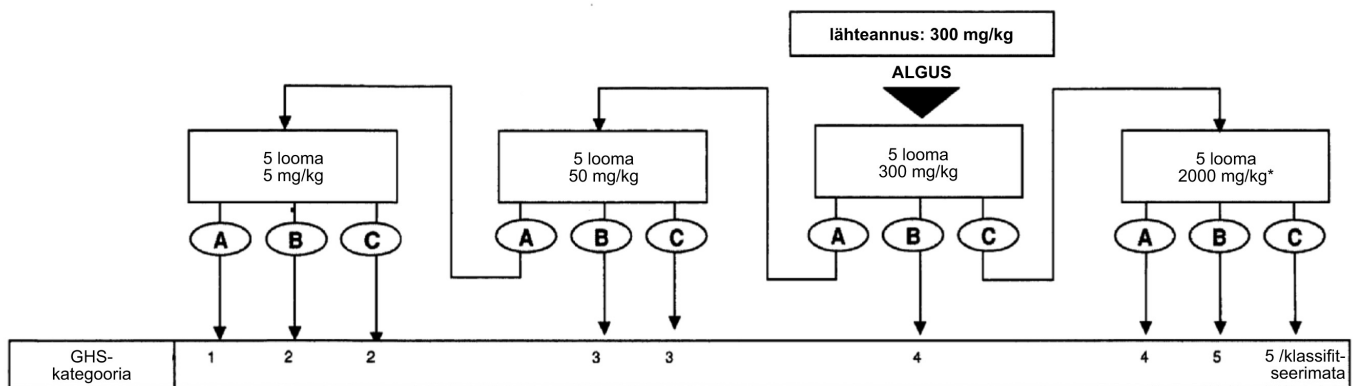 lähteannus: 300 mg/kg
ALGUS
5 looma
5 mg/kg
5 looma
50 mg/kg
5 looma
300 mg/kg
5 looma
2000 mg/kg*
A B C A B C A B C A B C
GHS-
kategooria
1 2 2 3 3 4 4 5 5 /klassifit-
seerimata